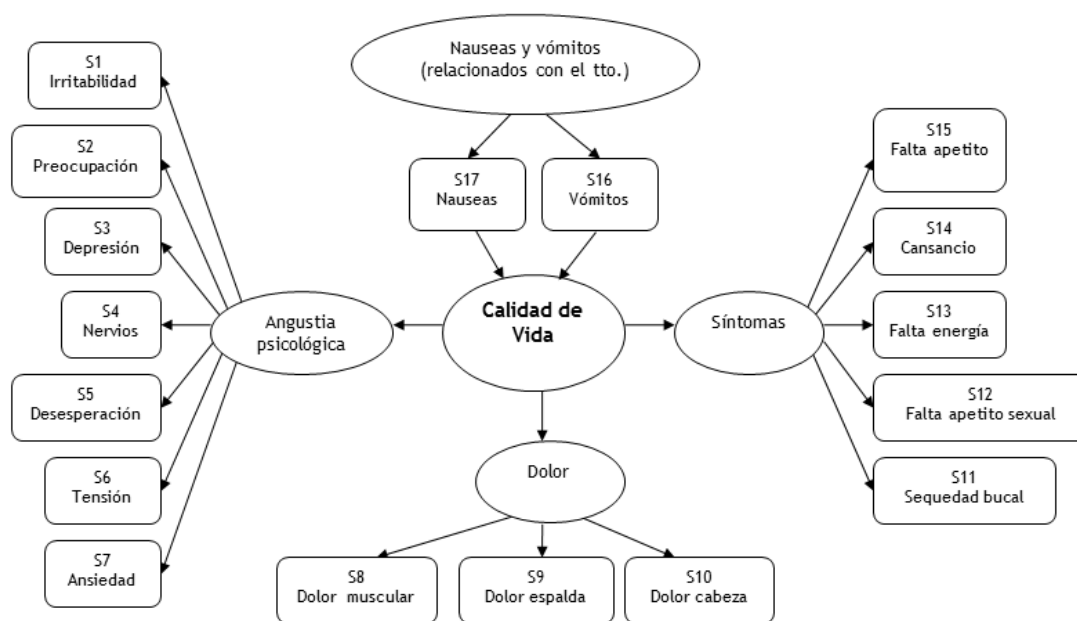 Nauseas y vómitos
(relacionados con el tto.)
S1
Irritabilidad
S2
Preocupación
S3
Depresión
S4
Nervios
S5
Desesperación
S6
Tensión
S7
Ansiedad
Angustia
psicológica
S17
Nauseas
S16
Vómitos
Calidad de
Vida
Dolor
S8
Dolor muscular
S9
Dolor espalda
S10
Dolor cabeza
Síntomas
S15
Falta apetito
S14
Cansancio
S13
Falta energía
S12
Falta apetito sexual
S11
Sequedad bucal